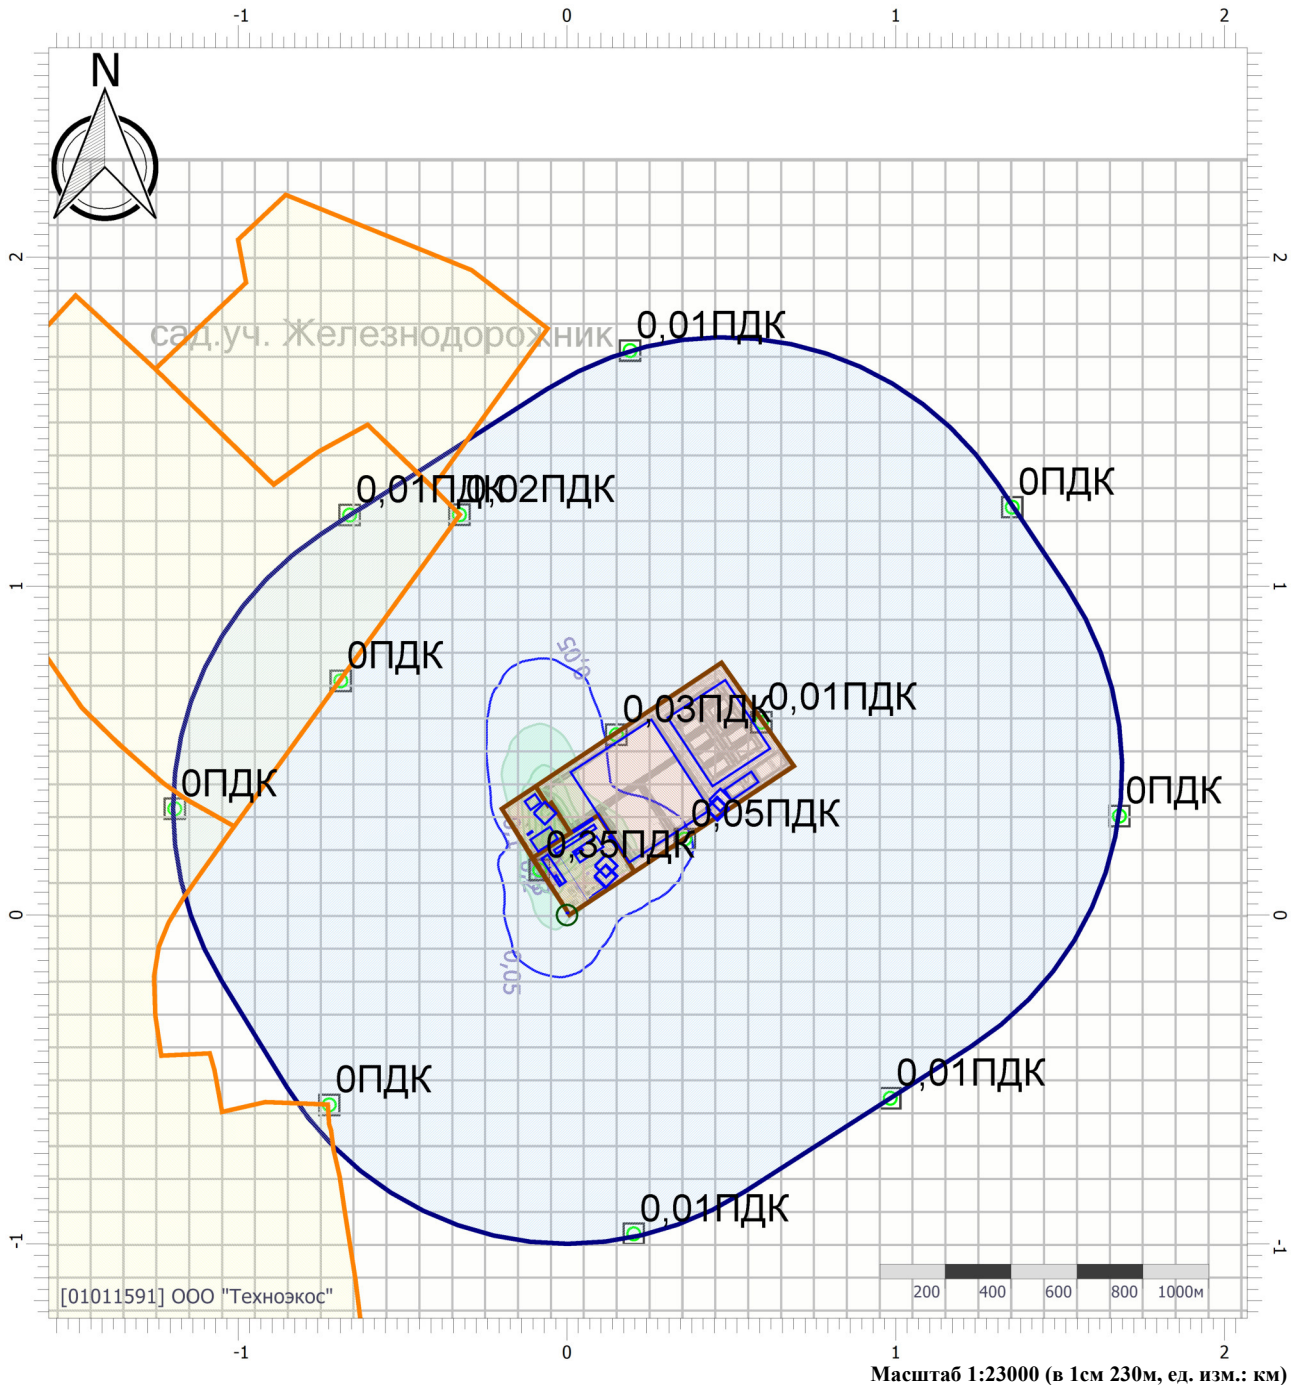 -1 0 1 2
N
2 2
сад.уч. Железнодорожник
0,01ПДК
0,01ПДК
0,02ПДК
0ПДК
1 1
0,05
0ПДК
0,03ПДК
0,01ПДК
0ПДК
0ПДК
0,05ПДК
0,35ПДК
0 0
0,05
0ПДК
0,01ПДК
0,01ПДК
-1 -1
200 400 600 800 1000м
[01011591] ООО "Техноэкос"
-1 0 1 2
Масштаб 1:23000 (в 1см 230м, ед. изм.: км)